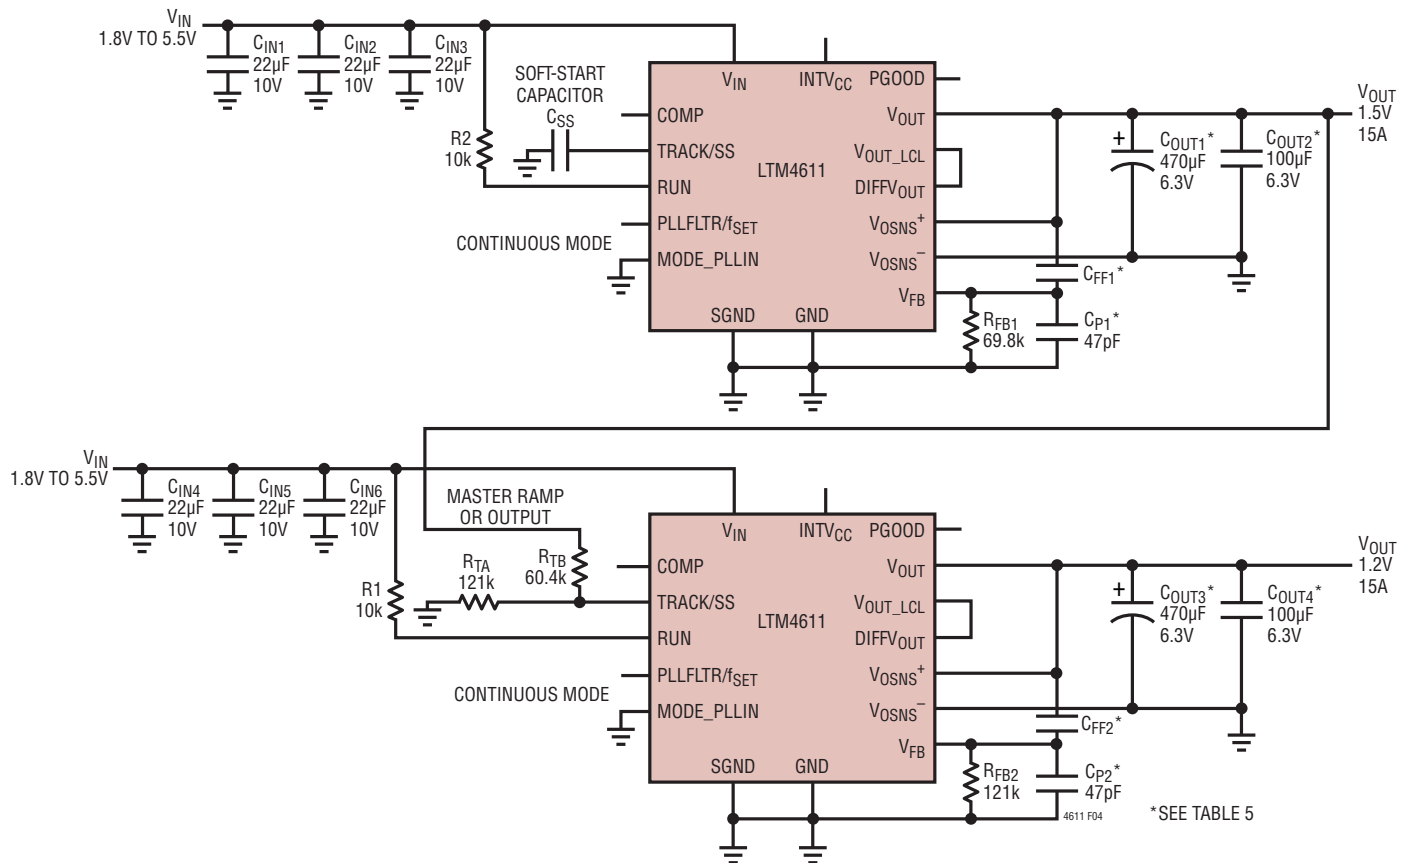 VIN
1.8V TO 5.5V
CIN1
22µF
10V
CIN2
22µF
10V
CIN3
22µF
10V
R2
10k
SOFT-START
CAPACITOR
CSS
VIN
INTVCC
PGOOD
COMP
VOUT
TRACK/SS
VOUT_LCL
LTM4611
RUN
DIFFVOUT
PLLFLTR/fSET
VOSNS+
CONTINUOUS MODE
MODE_PLLIN
VOSNS–
VFB
SGND
GND
RFB1
69.8k
CFF1*
CP1*
47pF
COUT1*
470µF
6.3V
+
COUT2*
100µF
6.3V
VOUT
1.5V
15A
VIN
1.8V TO 5.5V
CIN4
22µF
10V
CIN5
22µF
10V
CIN6
22µF
10V
R1
10k
MASTER RAMP
OR OUTPUT
RTA
121k
RTB
60.4k
VIN
INTVCC
PGOOD
COMP
VOUT
TRACK/SS
VOUT_LCL
LTM4611
RUN
DIFFVOUT
PLLFLTR/fSET
VOSNS+
CONTINUOUS MODE
MODE_PLLIN
VOSNS–
VFB
SGND
GND
RFB2
121k
CFF2*
CP2*
47pF
COUT3*
470µF
6.3V
+
COUT4*
100µF
6.3V
VOUT
1.2V
15A
4611 F04
*SEE TABLE 5